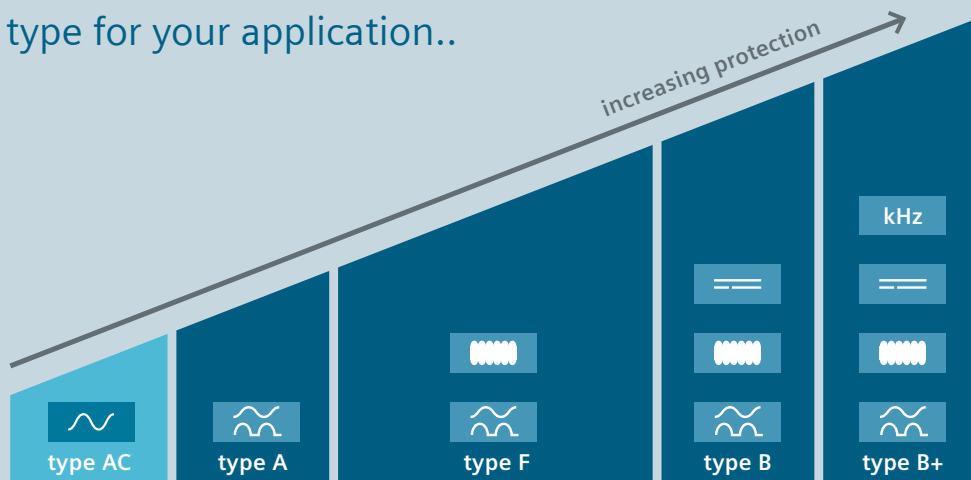 type for your application..
increasing protection
kHz
type AC
type A
type F
type B
type B+